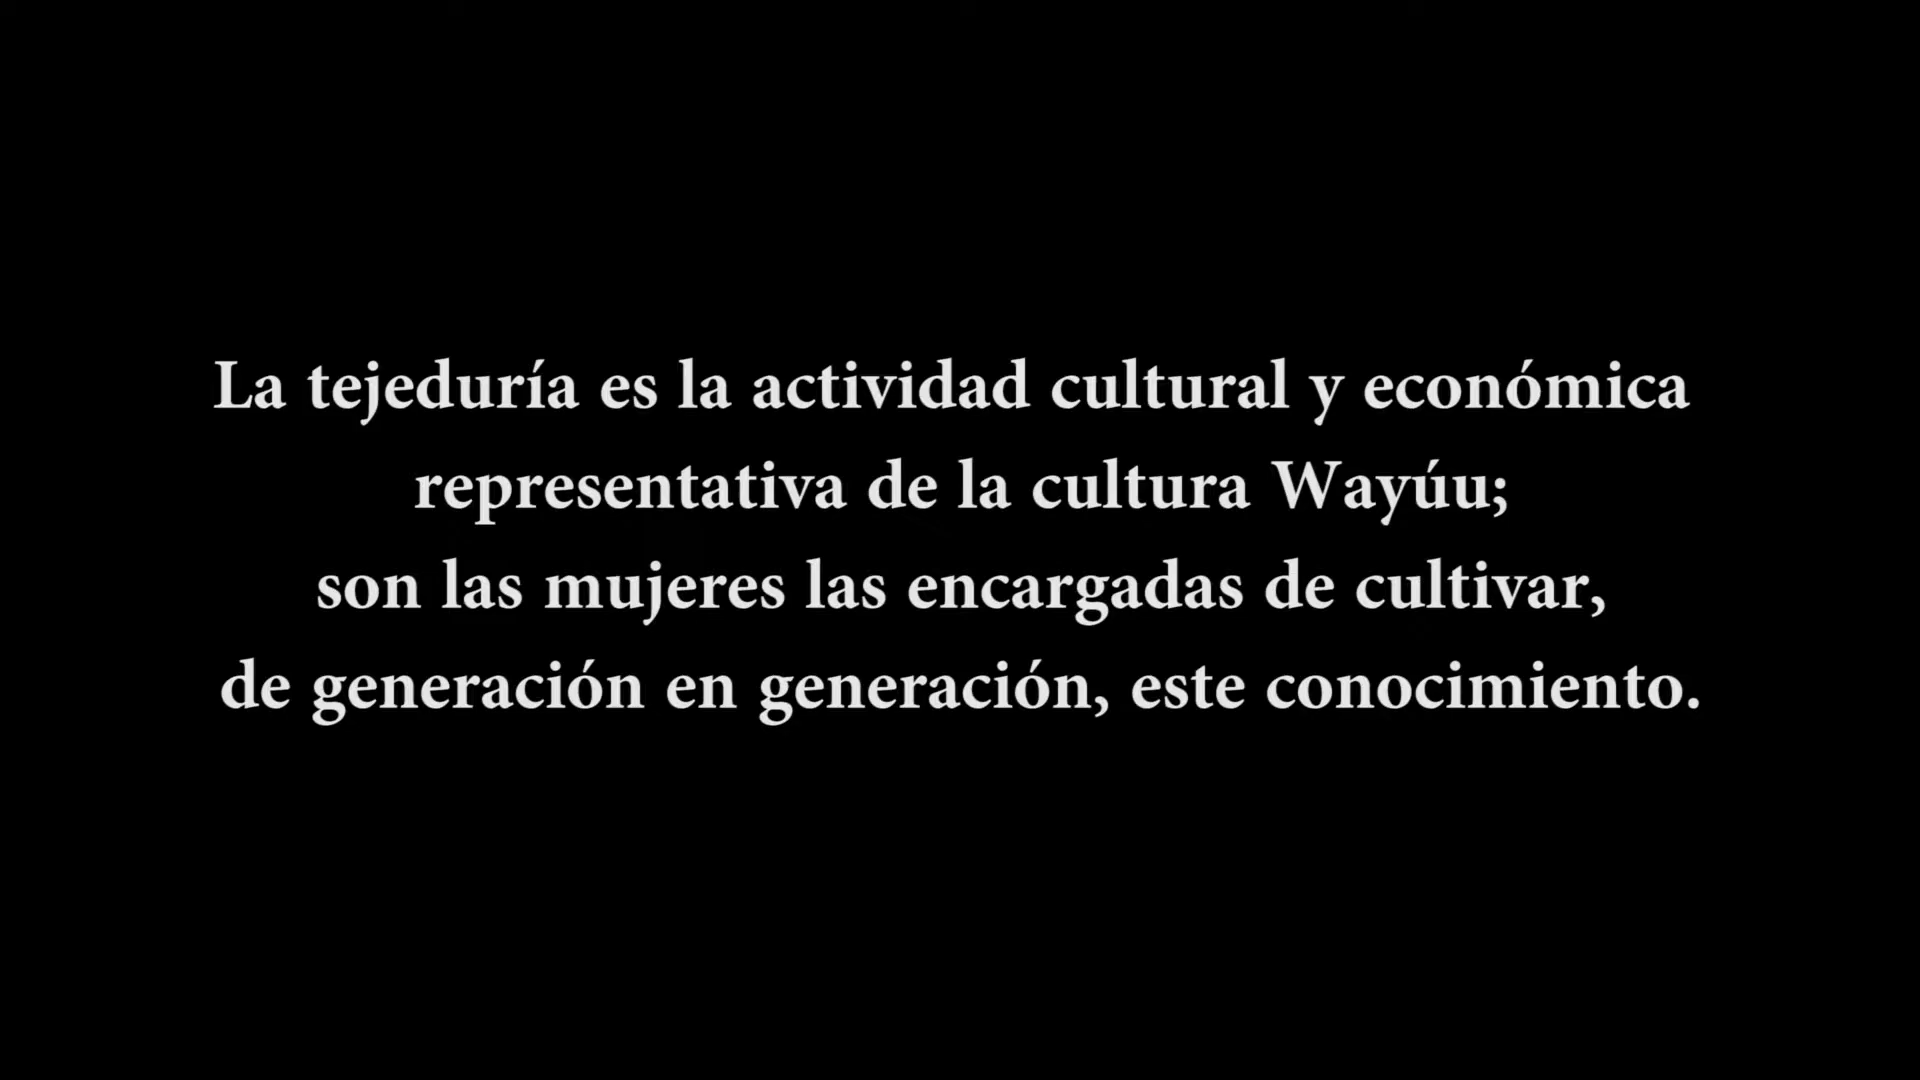 La tejeduría es la actividad cultural y económica
representativa de la cultura Wayúu;
son las mujeres las encargadas de cultivar,
de generación en generación, este conocimiento.